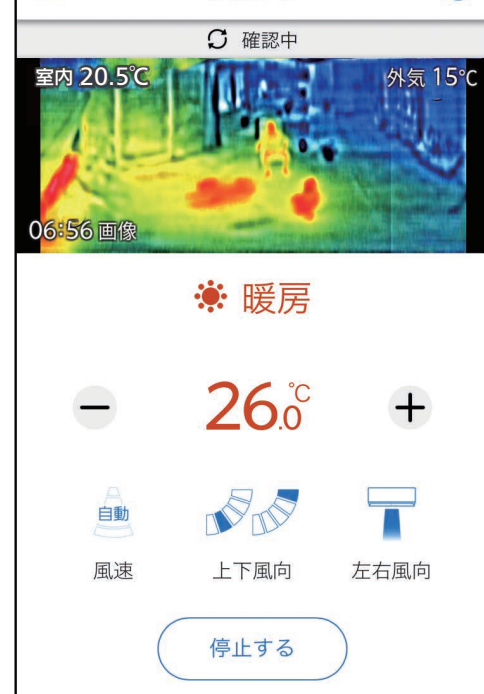 確認中
室内 20.5℃
外気 15℃
06:56 画像
暖房
26.0℃
自動
風速
上下風向
左右風向
停止する